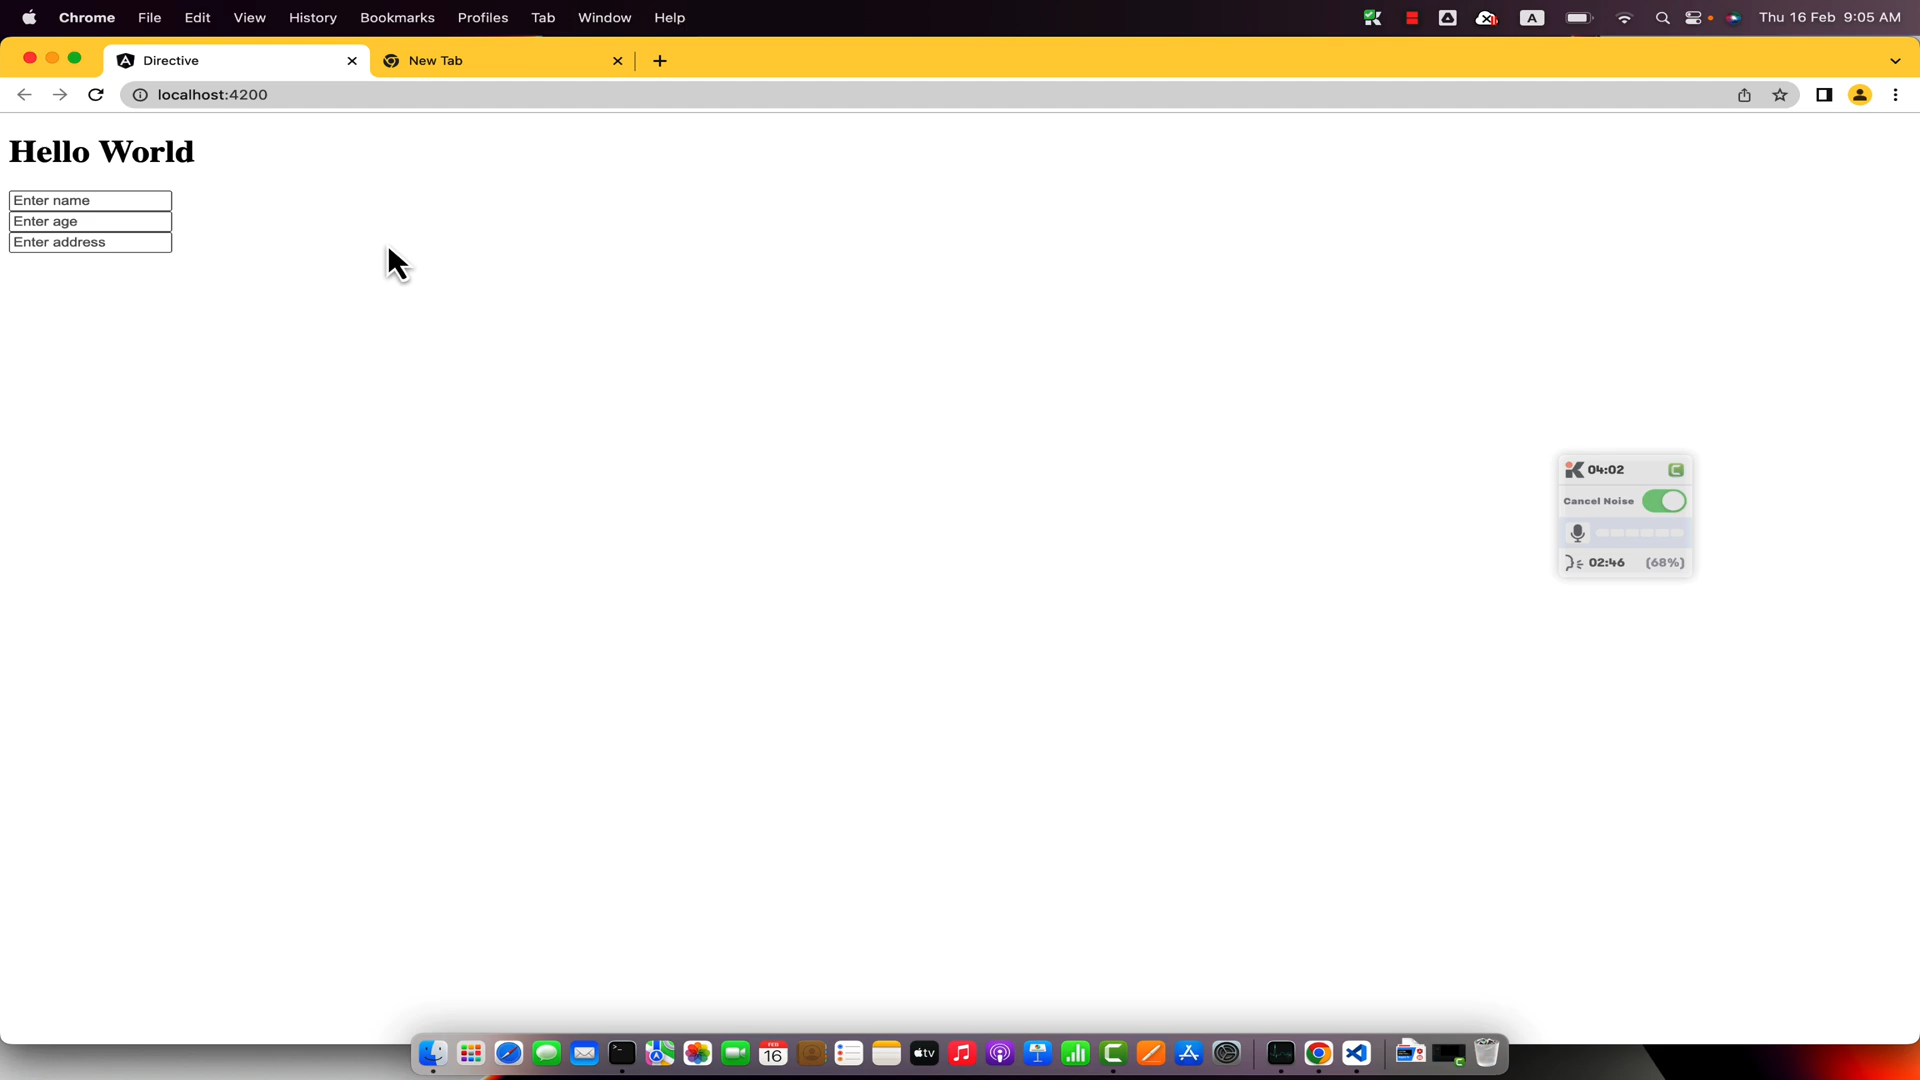 Chrome File Edit View History Bookmarks Profiles Tab Window Help A Thu 16 Feb 9:05 AM
Directive New Tab
localhost:4200
Hello World
Enter name
Enter age
Enter address
04:02
Cancel Noise
02:46 (68%)
FEB
16
tv